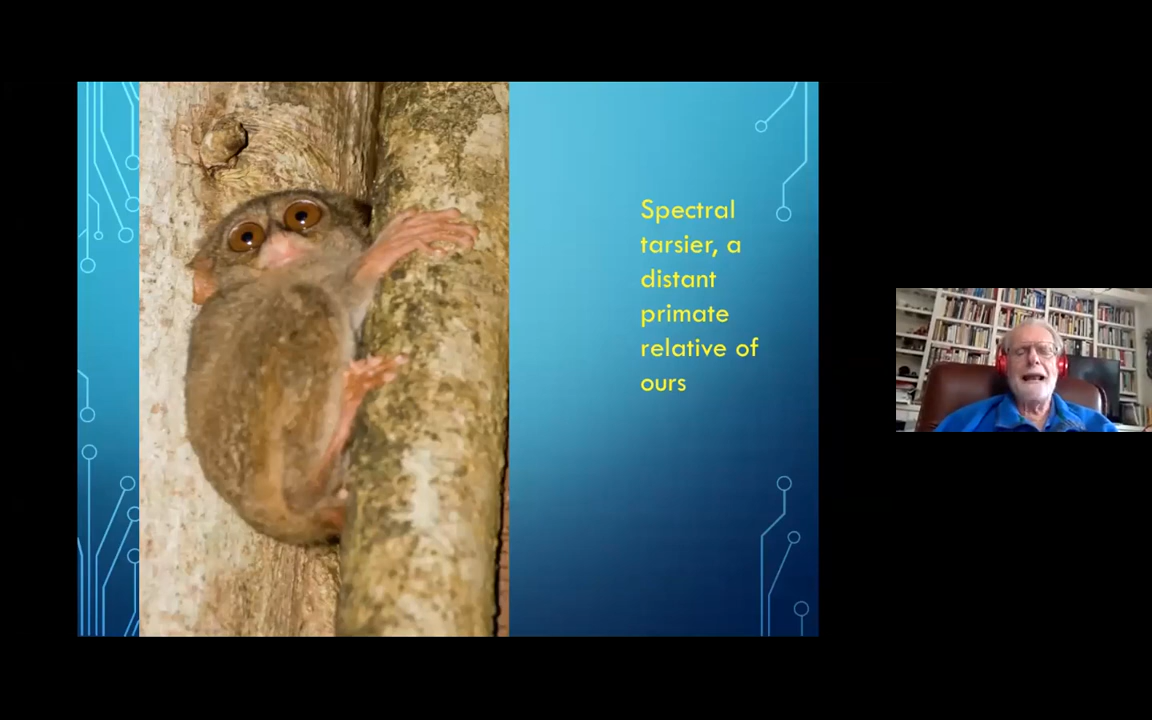 Spectral
tarsier, a
distant
primate
relative of
ours